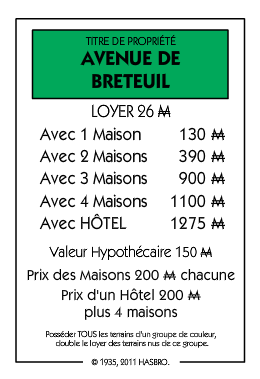 TITRE DE PROPRIÉTÉ
AVENUE DE
BRETEUIL
LOYER 26 ₩
Avec 1 Maison 130 ₩
Avec 2 Maisons 390 ₩
Avec 3 Maisons 900 ₩
Avec 4 Maisons 1100 ₩
Avec HÔTEL 1275 ₩
Valeur Hypothécaire 150 ₩
Prix des Maisons 200 ₩ chacune
Prix d'un Hôtel 200 ₩
plus 4 maisons
Posséder TOUS les terrains d'un groupe de couleur,
double le loyer des terrains nus de ce groupe.
© 1935, 2011 HASBRO.